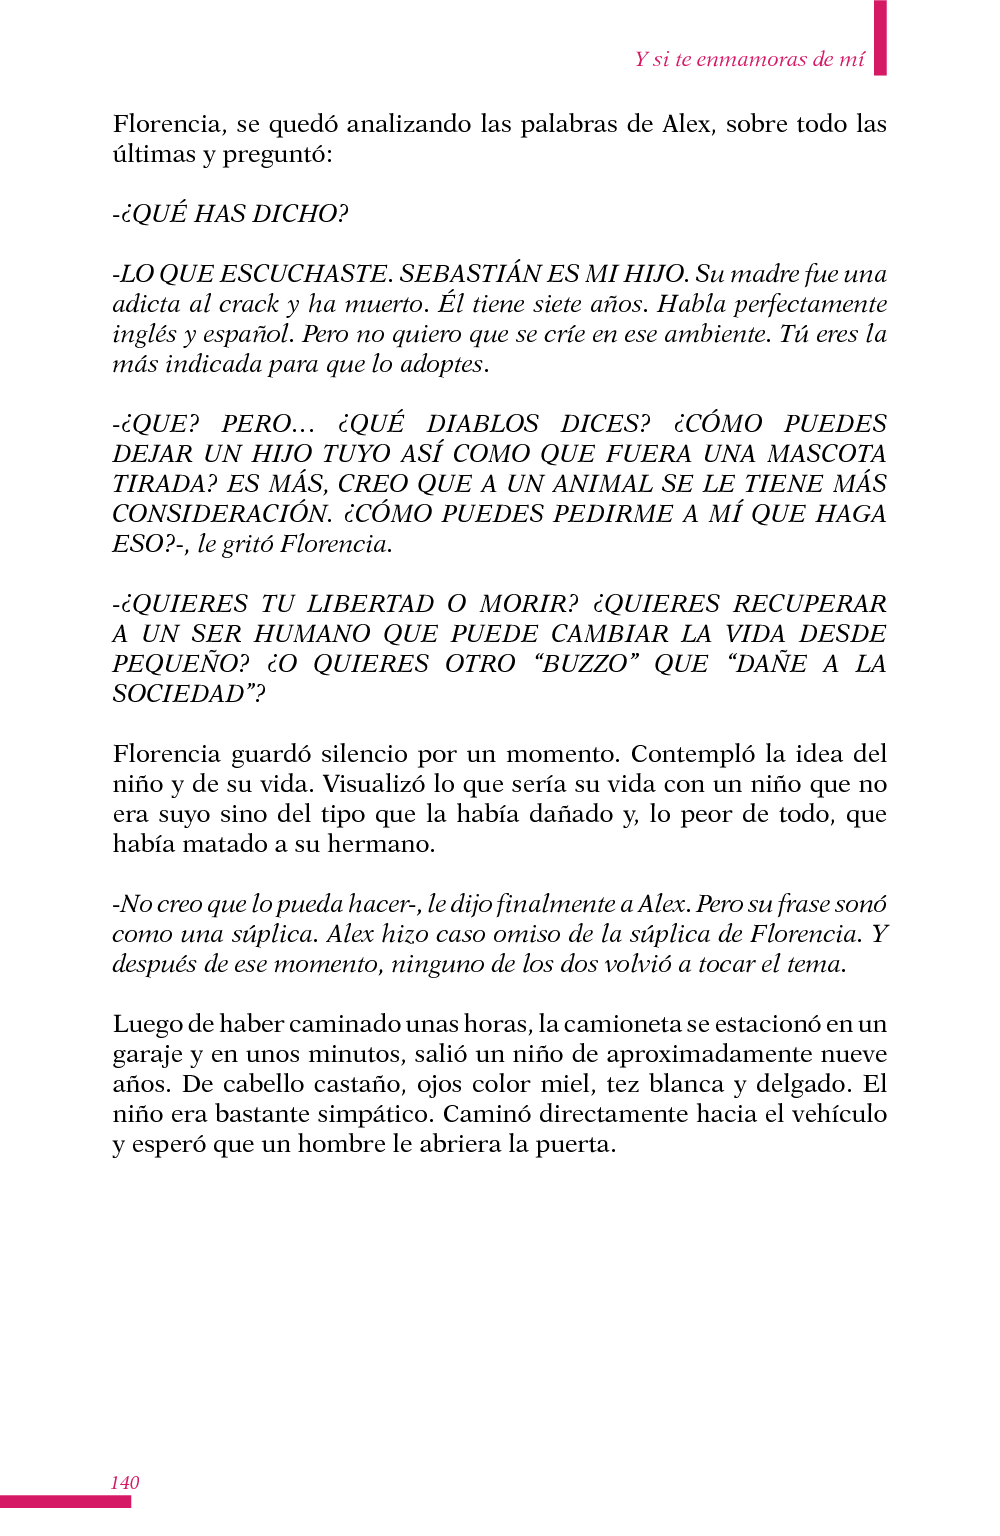 Y si te enmamoras de mí
Florencia, se quedó analizando las palabras de Alex, sobre todo las
últimas y preguntó:
-¿QUÉ HAS DICHO?
-LO QUE ESCUCHASTE. SEBASTIÁN ES MI HIJO. Su madre fue una
adicta al crack y ha muerto. Él tiene siete años. Habla perfectamente
inglés y español. Pero no quiero que se críe en ese ambiente. Tú eres la
más indicada para que lo adoptes.
-¿QUE? PERO… ¿QUÉ DIABLOS DICES? ¿CÓMO PUEDES
DEJAR UN HIJO TUYO ASÍ COMO QUE FUERA UNA MASCOTA
TIRADA? ES MÁS, CREO QUE A UN ANIMAL SE LE TIENE MÁS
CONSIDERACIÓN. ¿CÓMO PUEDES PEDIRME A MÍ QUE HAGA
ESO?-, le gritó Florencia.
-¿QUIERES TU LIBERTAD O MORIR? ¿QUIERES RECUPERAR
A UN SER HUMANO QUE PUEDE CAMBIAR LA VIDA DESDE
PEQUEÑO? ¿O QUIERES OTRO “BUZZO” QUE “DAÑE A LA
SOCIEDAD”?
Florencia guardó silencio por un momento. Contempló la idea del
niño y de su vida. Visualizó lo que sería su vida con un niño que no
era suyo sino del tipo que la había dañado y, lo peor de todo, que
había matado a su hermano.
-No creo que lo pueda hacer-, le dijo finalmente a Alex. Pero su frase sonó
como una súplica. Alex hizo caso omiso de la súplica de Florencia. Y
después de ese momento, ninguno de los dos volvió a tocar el tema.
Luego de haber caminado unas horas, la camioneta se estacionó en un
garaje y en unos minutos, salió un niño de aproximadamente nueve
años. De cabello castaño, ojos color miel, tez blanca y delgado. El
niño era bastante simpático. Caminó directamente hacia el vehículo
y esperó que un hombre le abriera la puerta.
140